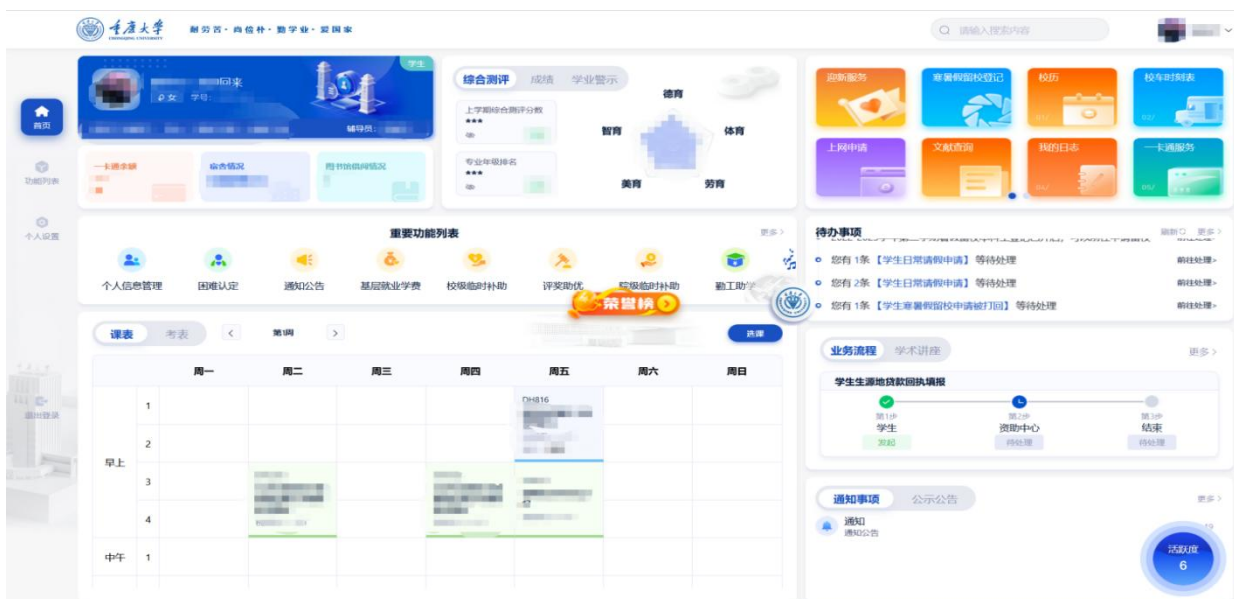 重庆大学
CHONGQING UNIVERSITY
耐劳苦·尚俭朴·勤学业·爱国家
请输入搜索内容
首页
功能列表
个人设置
退出登录
回来
学生
女 学号:
辅导员:
一卡通余额
宿舍情况
图书馆借阅情况
综合测评 成绩 学业警示
上学期综合测评分数
***
专业年级排名
***
德育
智育
体育
美育
劳育
迎新服务
寒暑假留校登记
校历
01/
校车时刻表
02/
上网申请
文献查询
我的日志
04/
一卡通服务
05/
重要功能列表
更多>
个人信息管理
困难认定
通知公告
基层就业学费
校级临时补助
评奖助优
院级临时补助
勤工助学
荣誉榜
待办事项
刷新 更多>
您有 1条【学生日常请假申请】等待处理 前往处理>
您有 2条【学生日常请假申请】等待处理 前往处理>
您有 1条【学生寒暑假留校申请被打回】等待处理 前往处理>
课表 考表 < 第1周 >
选课
周一 周二 周三 周四 周五 周六 周日
早上
1
DH816
2
3
4
中午 1
业务流程 学术讲座
更多>
学生生源地贷款回执填报
第1步
学生
发起
第2步
资助中心
待处理
第3步
结束
待处理
通知事项 公示公告
更多>
通知
通知公告
活跃度
6